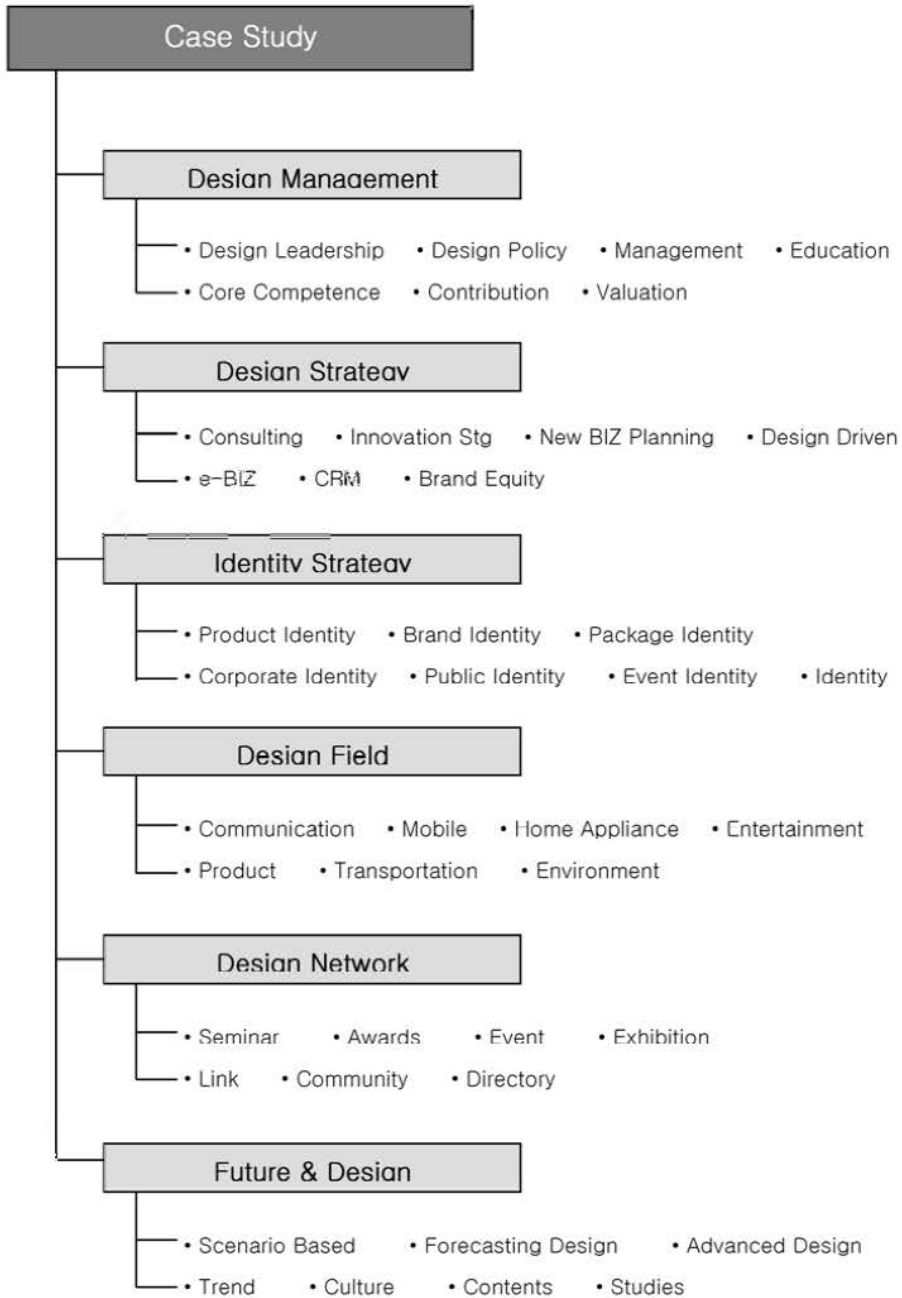 Case Study
Design Management
• Design Leadership • Design Policy • Management • Education
• Core Competence • Contribution • Valuation
Design Strategy
• Consulting • Innovation Stg • New BIZ Planning • Design Driven
• e-BIZ • CRM • Brand Equity
Identity Strategy
• Product Identity • Brand Identity • Package Identity
• Corporate Identity • Public Identity • Event Identity • Identity
Design Field
• Communication • Mobile • Home Appliance • Entertainment
• Product • Transportation • Environment
Design Network
• Seminar • Awards • Event • Exhibition
• Link • Community • Directory
Future & Design
• Scenario Based • Forecasting Design • Advanced Design
• Trend • Culture • Contents • Studies